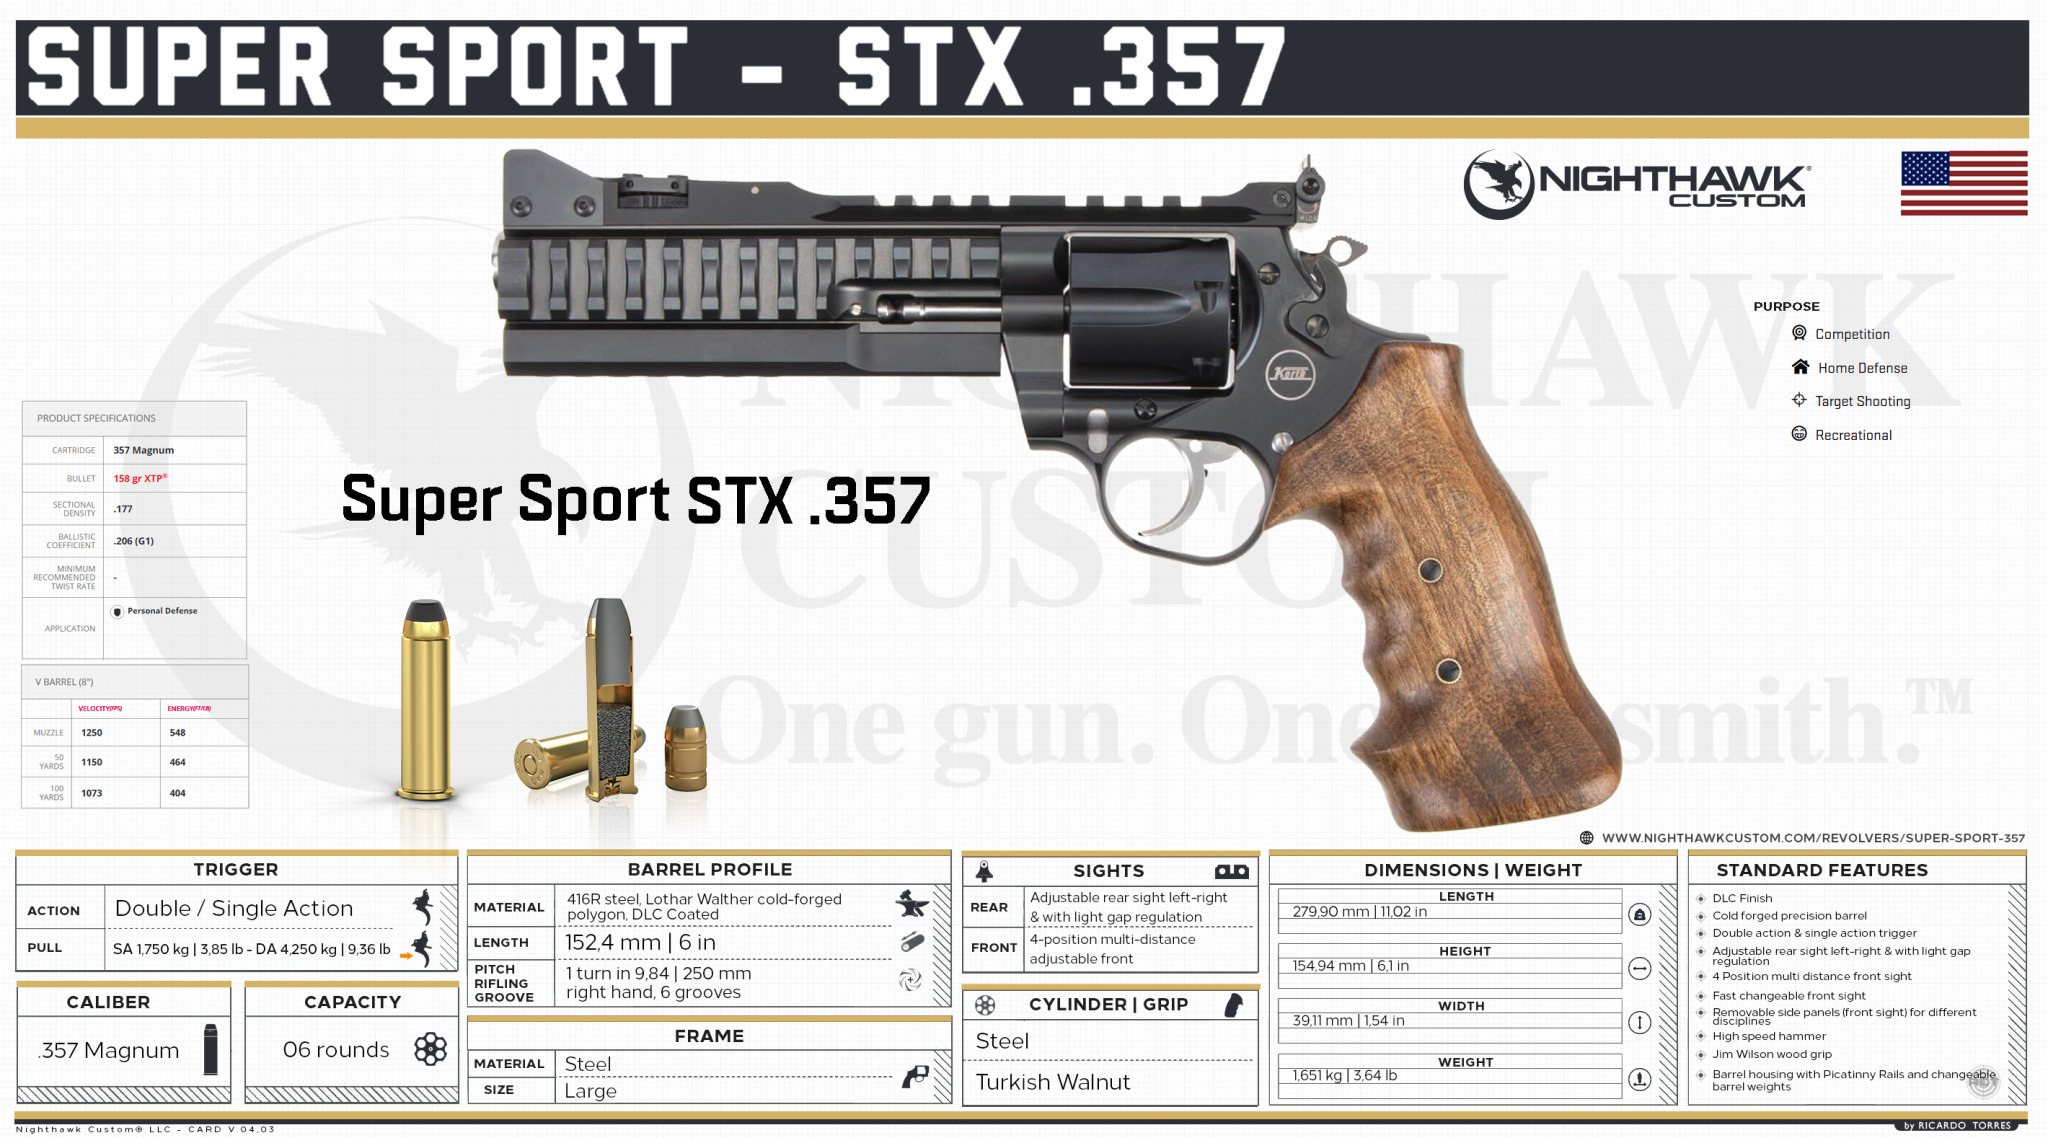 SUPER SPORT - STX .357
NIGHTHAWK®
CUSTOM
PURPOSE
Competition
Home Defense
Target Shooting
Recreational
Korth
NIGHTHAWK
CUSTOM
One gun. One gunsmith.™
PRODUCT SPECIFICATIONS
CARTRIDGE 357 Magnum
BULLET 158 gr XTP®
SECTIONAL
DENSITY .177
BALLISTIC
COEFFICIENT .206 (G1)
MINIMUM
RECOMMENDED
TWIST RATE -
APPLICATION Personal Defense
Super Sport STX .357
V BARREL (8")
VELOCITY(FPS) ENERGY(FT/LB)
MUZZLE 1250 548
50
YARDS 1150 464
100
YARDS 1073 404
WWW.NIGHTHAWKCUSTOM.COM/REVOLVERS/SUPER-SPORT-357
TRIGGER
ACTION Double / Single Action
PULL SA 1,750 kg | 3,85 lb - DA 4,250 kg | 9,36 lb
CALIBER
.357 Magnum
CAPACITY
06 rounds
BARREL PROFILE
MATERIAL 416R steel, Lothar Walther cold-forged
polygon, DLC Coated
LENGTH 152,4 mm | 6 in
PITCH
RIFLING
GROOVE
1 turn in 9,84 | 250 mm
right hand, 6 grooves
FRAME
MATERIAL Steel
SIZE Large
SIGHTS
REAR Adjustable rear sight left-right
& with light gap regulation
FRONT 4-position multi-distance
adjustable front
CYLINDER | GRIP
Steel
Turkish Walnut
DIMENSIONS | WEIGHT
LENGTH
279,90 mm | 11,02 in
HEIGHT
154,94 mm | 6,1 in
WIDTH
39,11 mm | 1,54 in
WEIGHT
1,651 kg | 3,64 lb
STANDARD FEATURES
DLC Finish
Cold forged precision barrel
Double action & single action trigger
Adjustable rear sight left-right & with light gap
regulation
4 Position multi distance front sight
Fast changeable front sight
Removable side panels (front sight) for different
disciplines
High speed hammer
Jim Wilson wood grip
Barrel housing with Picatinny Rails and changeable
barrel weights
Nighthawk Custom® LLC - CARD V.04.03
by RICARDO TORRES